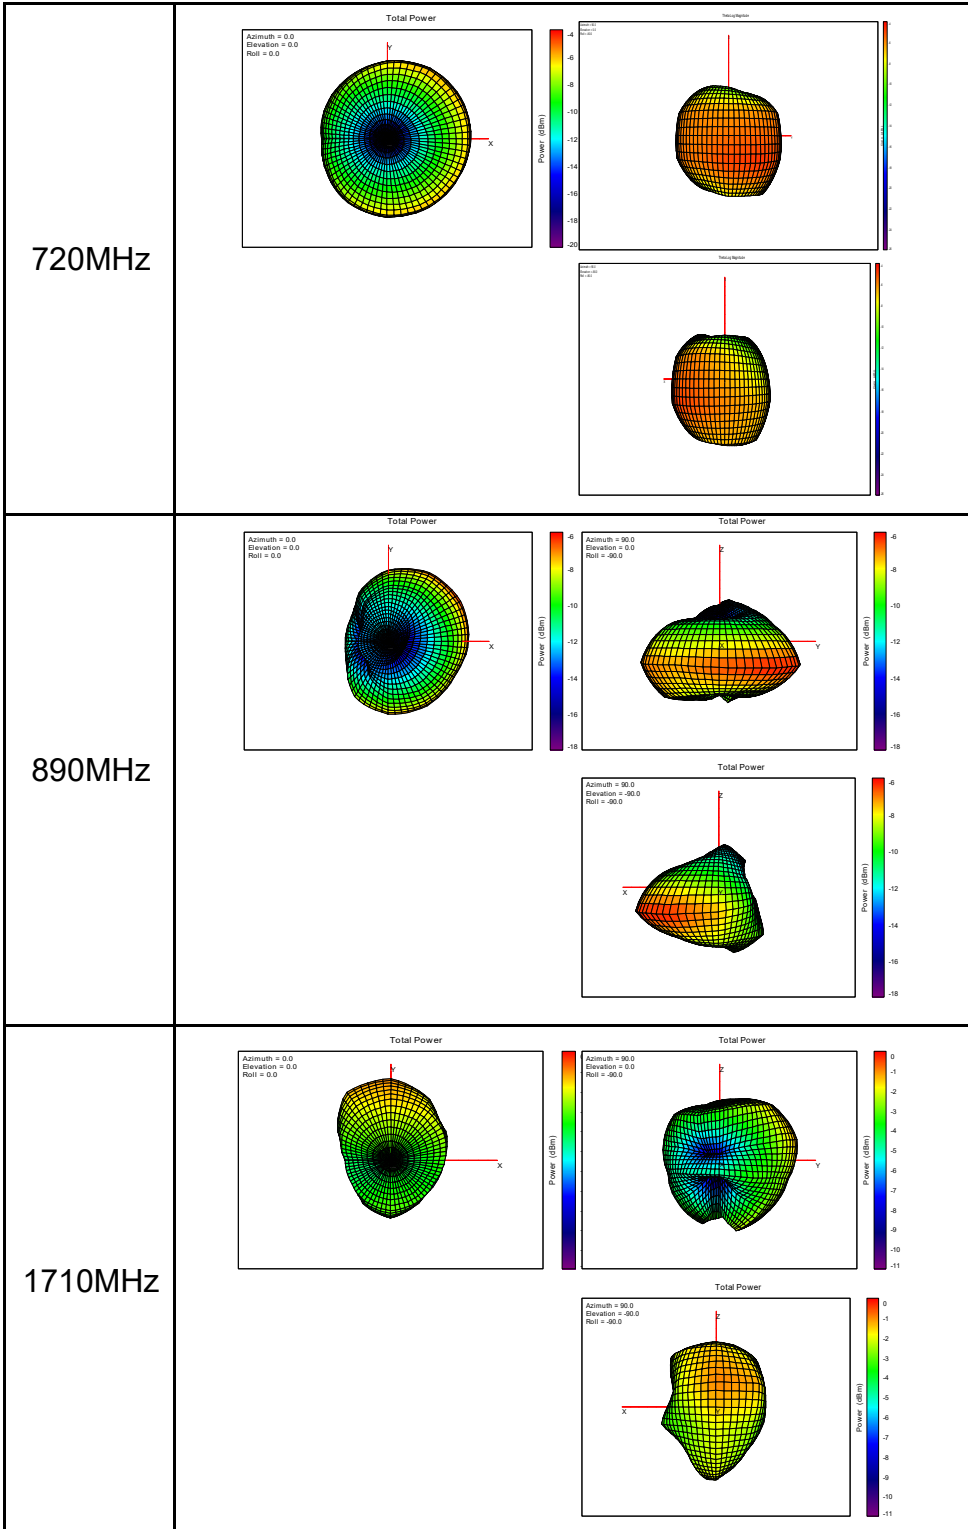 720MHz
Total Power
Azimuth = 0.0
Elevation = 0.0
Roll = 0.0
Y
X
-4
-6
-8
-10
-12
-14
-16
-18
-20
Power (dBm)
Theta Log Magnitude
Theta Log Magnitude
890MHz
Total Power
Azimuth = 0.0
Elevation = 0.0
Roll = 0.0
Y
X
-6
-8
-10
-12
-14
-16
-18
Power (dBm)
Total Power
Azimuth = 90.0
Elevation = 0.0
Roll = -90.0
Z
X
Y
-6
-8
-10
-12
-14
-16
-18
Power (dBm)
Total Power
Azimuth = 90.0
Elevation = -90.0
Roll = -90.0
Z
X
Y
-6
-8
-10
-12
-14
-16
-18
Power (dBm)
1710MHz
Total Power
Azimuth = 0.0
Elevation = 0.0
Roll = 0.0
Y
X
Total Power
Azimuth = 90.0
Elevation = 0.0
Roll = -90.0
Z
Y
0
-1
-2
-3
-4
-5
-6
-7
-8
-9
-10
-11
Power (dBm)
Total Power
Azimuth = 90.0
Elevation = -90.0
Roll = -90.0
Z
X
Y
0
-1
-2
-3
-4
-5
-6
-7
-8
-9
-10
-11
Power (dBm)